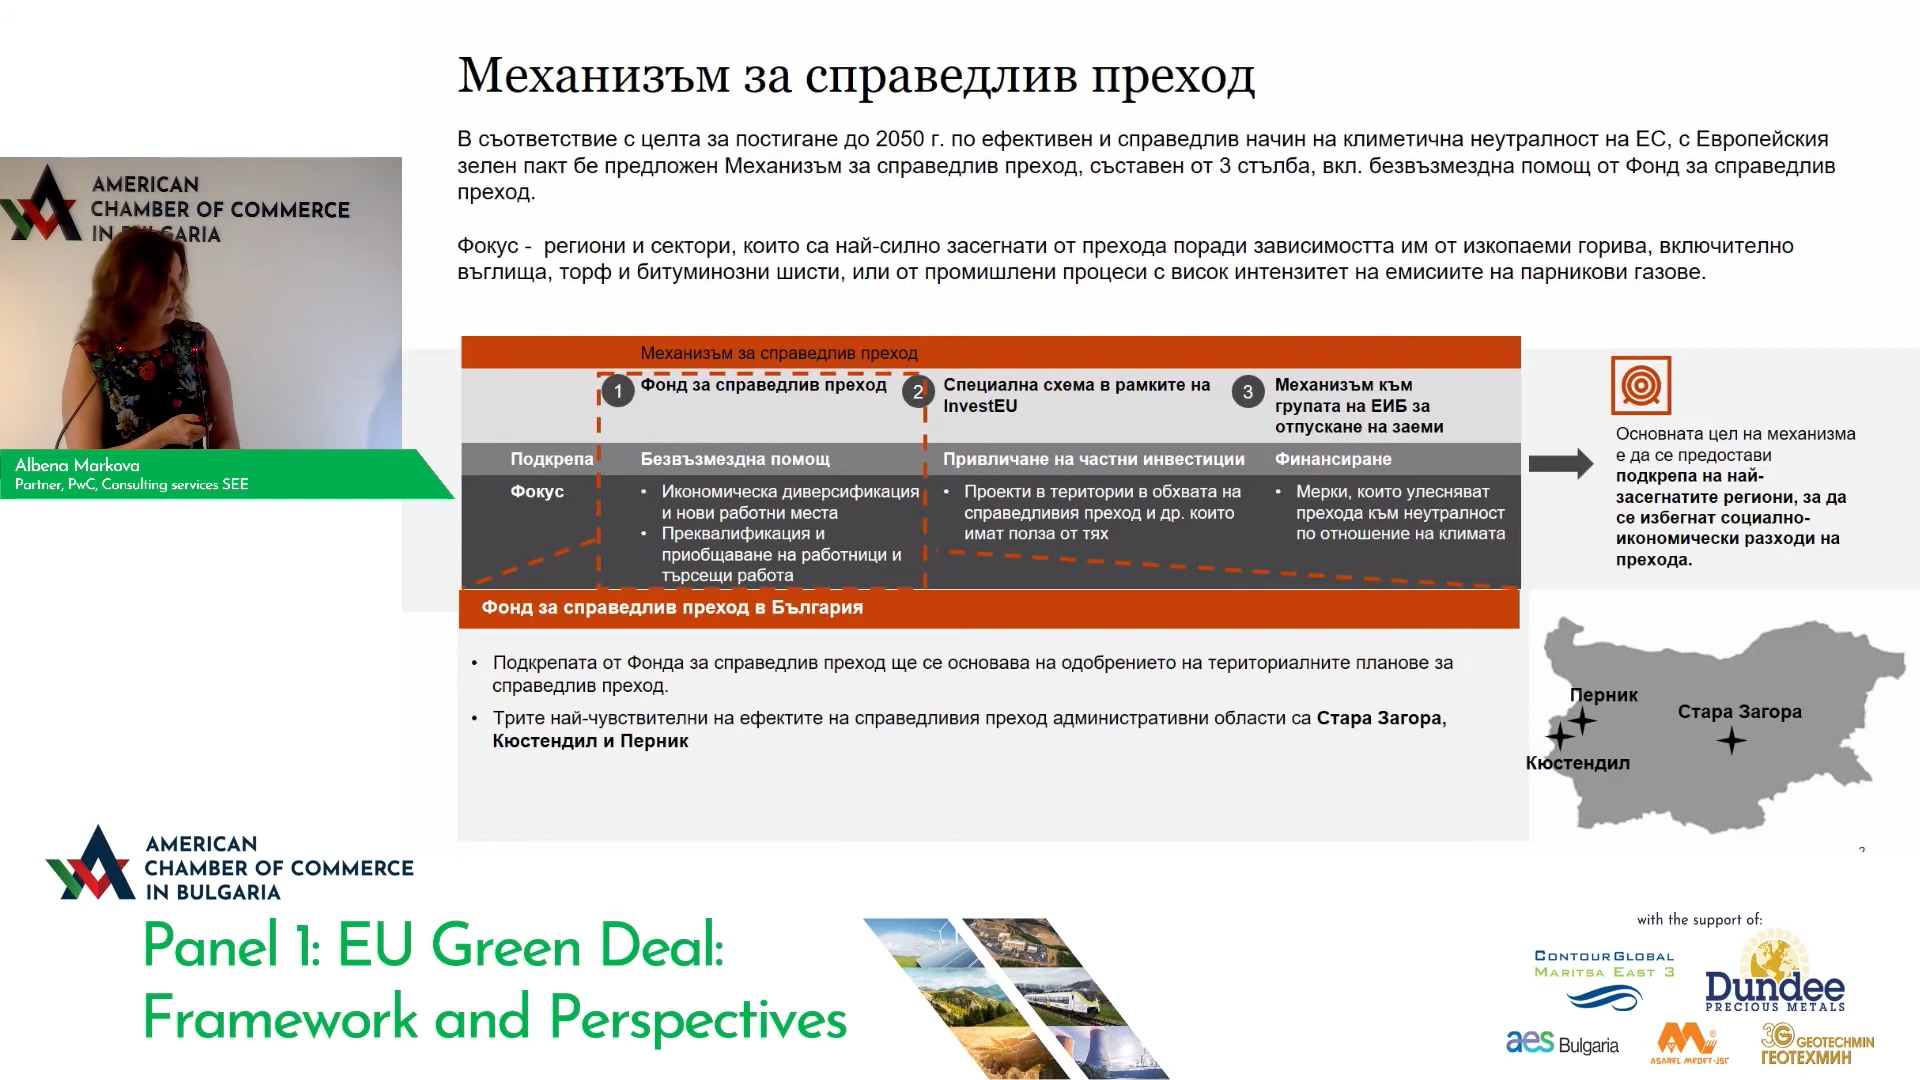 Механизъм за справедлив преход
В съответствие с целта за постигане до 2050 г. по ефективен и справедлив начин на климетична неутралност на ЕС, с Европейския
зелен пакт бе предложен Механизъм за справедлив преход, съставен от 3 стълба, вкл. безвъзмездна помощ от Фонд за справедлив
преход.
Фокус - региони и сектори, които са най-силно засегнати от прехода поради зависимостта им от изкопаеми горива, включително
въглища, торф и битуминозни шисти, или от промишлени процеси с висок интензитет на емисиите на парникови газове.
AMERICAN
CHAMBER OF COMMERCE
IN BULGARIA
Albena Markova
Partner, PwC, Consulting services SEE
Механизъм за справедлив преход
1 Фонд за справедлив преход
2 Специална схема в рамките на
InvestEU
3 Механизъм към
групата на ЕИБ за
отпускане на заеми
Подкрепа
Безвъзмездна помощ
Привличане на частни инвестиции
Финансиране
Фокус
• Икономическа диверсификация
и нови работни места
• Преквалификация и
приобщаване на работници и
търсещи работа
• Проекти в територии в обхвата на
справедливия преход и др. които
имат полза от тях
• Мерки, които улесняват
прехода към неутралност
по отношение на климата
Основната цел на механизма
е да се предостави
подкрепа на най-
засегнатите региони, за да
се избегнат социално-
икономически разходи на
прехода.
Фонд за справедлив преход в България
• Подкрепата от Фонда за справедлив преход ще се основава на одобрението на териториалните планове за
справедлив преход.
• Трите най-чувствителни на ефектите на справедливия преход административни области са Стара Загора,
Кюстендил и Перник
Перник
Стара Загора
Кюстендил
AMERICAN
CHAMBER OF COMMERCE
IN BULGARIA
Panel 1: EU Green Deal:
Framework and Perspectives
with the support of:
CONTOURGLOBAL
MARITSA EAST 3
Dundee
PRECIOUS METALS
aes Bulgaria
ASAREL MEDET-JSC
3G GEOTECHMIN
ГЕОТЕХМИН